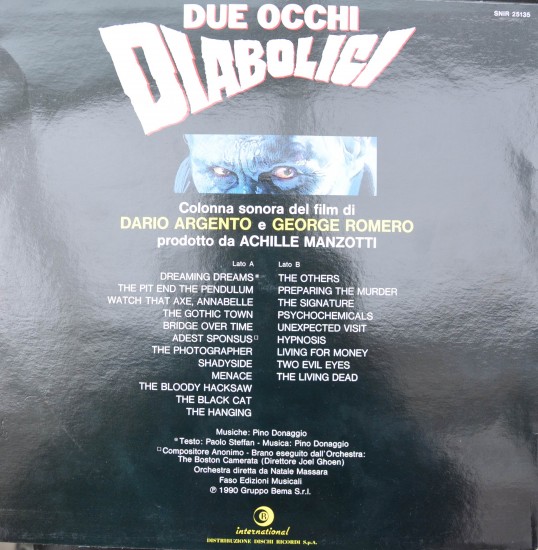 SNIR 25135
DUE OCCHI
DIABOLICI
Colonna sonora del film di
DARIO ARGENTO e GEORGE ROMERO
prodotto da ACHILLE MANZOTTI
Lato A
DREAMING DREAMS*
THE PIT END THE PENDULUM
WATCH THAT AXE, ANNABELLE
THE GOTHIC TOWN
BRIDGE OVER TIME
ADEST SPONSUS□
THE PHOTOGRAPHER
SHADYSIDE
MENACE
THE BLOODY HACKSAW
THE BLACK CAT
THE HANGING
Lato B
THE OTHERS
PREPARING THE MURDER
THE SIGNATURE
PSYCHOCHEMICALS
UNEXPECTED VISIT
HYPNOSIS
LIVING FOR MONEY
TWO EVIL EYES
THE LIVING DEAD
Musiche: Pino Donaggio
*Testo: Paolo Steffan - Musica: Pino Donaggio
□Compositore Anonimo - Brano eseguito dall'Orchestra:
The Boston Camerata (Direttore Joel Ghoen)
Orchestra diretta da Natale Massara
Faso Edizioni Musicali
℗ 1990 Gruppo Bema S.r.l.
international
DISTRIBUZIONE DISCHI RICORDI S.p.A.